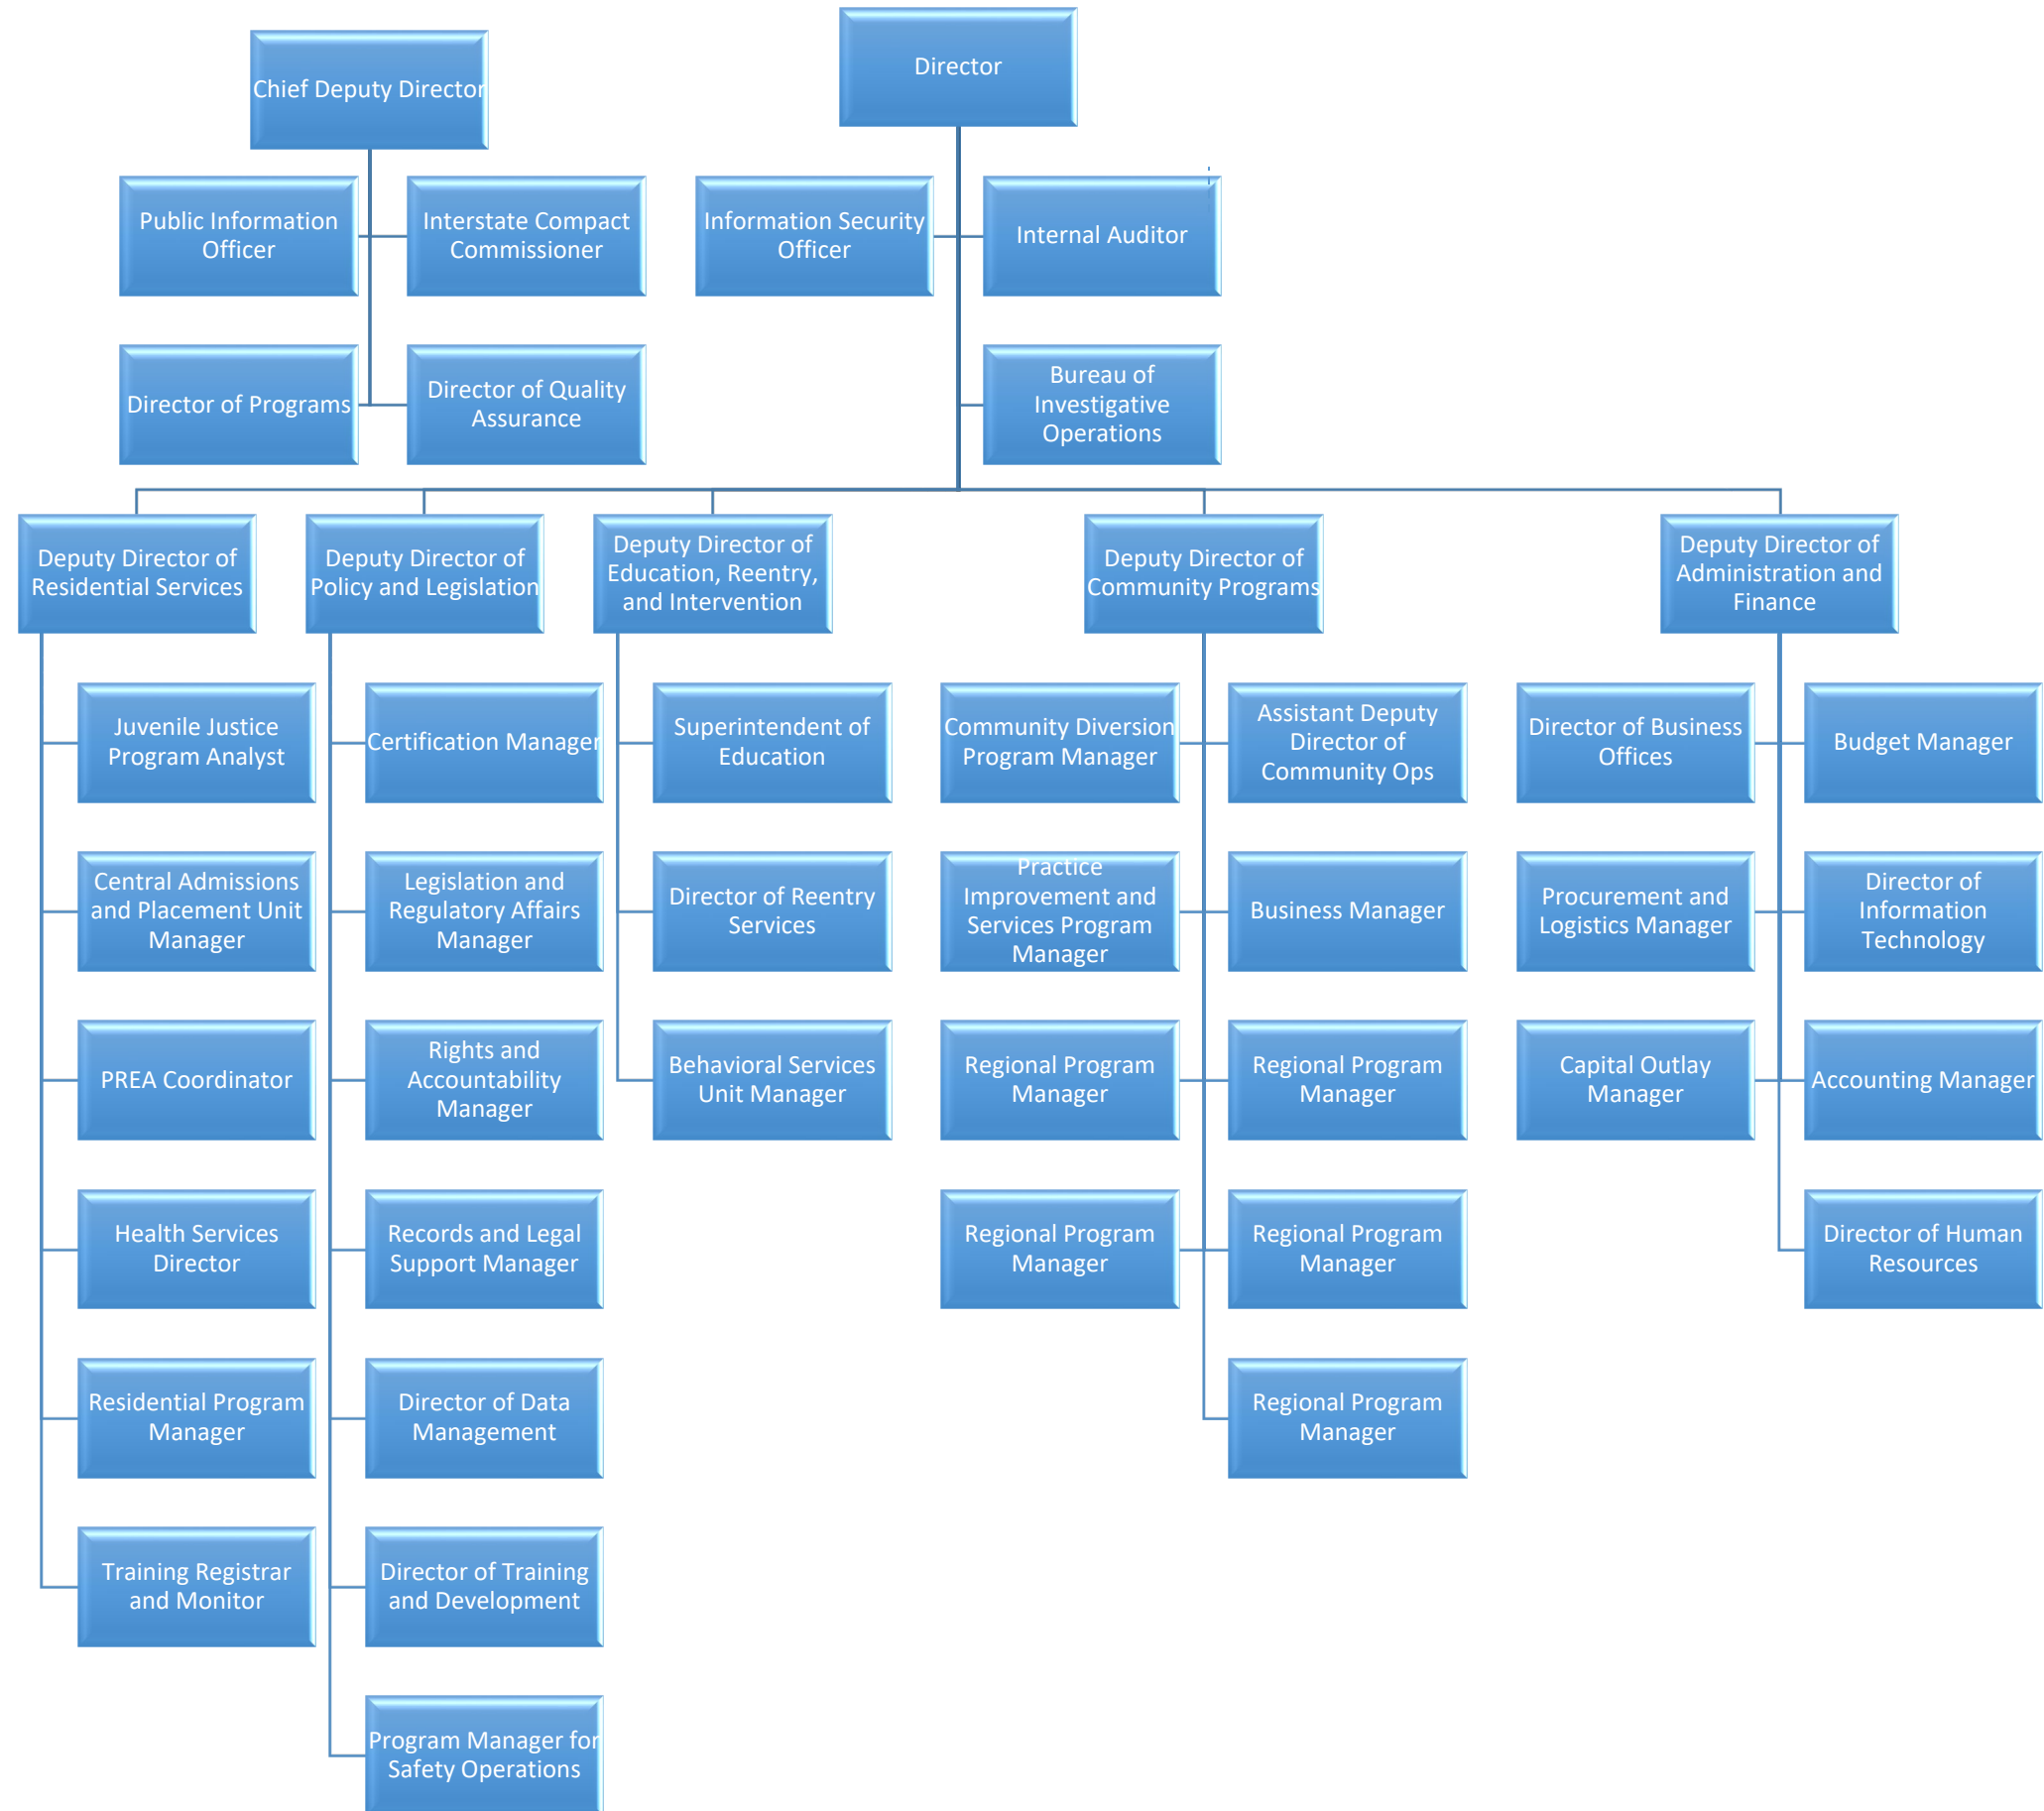 Chief Deputy Director
Director
Public Information
Officer
Interstate Compact
Commissioner
Information Security
Officer
Internal Auditor
Director of Programs
Director of Quality
Assurance
Bureau of
Investigative
Operations
Deputy Director of
Residential Services
Deputy Director of
Policy and Legislation
Deputy Director of
Education, Reentry,
and Intervention
Deputy Director of
Community Programs
Deputy Director of
Administration and
Finance
Juvenile Justice
Program Analyst
Certification Manager
Superintendent of
Education
Community Diversion
Program Manager
Assistant Deputy
Director of
Community Ops
Director of Business
Offices
Budget Manager
Central Admissions
and Placement Unit
Manager
Legislation and
Regulatory Affairs
Manager
Director of Reentry
Services
Practice
Improvement and
Services Program
Manager
Business Manager
Procurement and
Logistics Manager
Director of
Information
Technology
PREA Coordinator
Rights and
Accountability
Manager
Behavioral Services
Unit Manager
Regional Program
Manager
Regional Program
Manager
Capital Outlay
Manager
Accounting Manager
Health Services
Director
Records and Legal
Support Manager
Regional Program
Manager
Regional Program
Manager
Director of Human
Resources
Residential Program
Manager
Director of Data
Management
Regional Program
Manager
Training Registrar
and Monitor
Director of Training
and Development
Program Manager for
Safety Operations